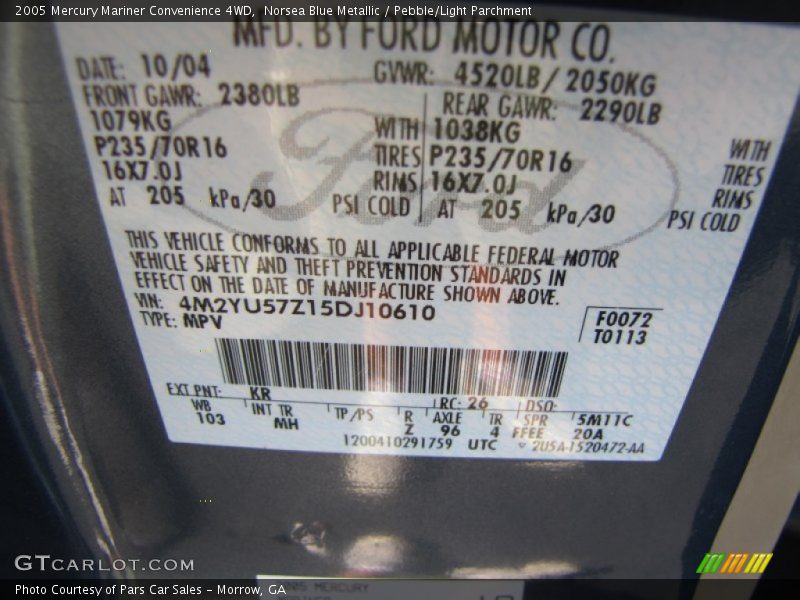 2005 Mercury Mariner Convenience 4WD, Norsea Blue Metallic / Pebble/Light Parchment
MFD. BY FORD MOTOR CO.
DATE: 10/04 GVWR: 4520LB/2050KG
FRONT GAWR: 2380LB REAR GAWR: 2290LB
1079KG WITH 1038KG WITH
P235/70R16 TIRES P235/70R16 TIRES
16X7.0J RIMS 16X7.0J RIMS
AT 205 kPa/30 PSI COLD AT 205 kPa/30 PSI COLD
Ford
THIS VEHICLE CONFORMS TO ALL APPLICABLE FEDERAL MOTOR
VEHICLE SAFETY AND THEFT PREVENTION STANDARDS IN
EFFECT ON THE DATE OF MANUFACTURE SHOWN ABOVE.
VIN: 4M2YU57Z15DJ10610
TYPE: MPV
F0072
T0113
EXT PNT: KR LRC: 26 DSO:
WB INT TR TP/PS R AXLE TR SPR 5M11C
103 MH Z 96 4 FFEE 20A
1200410291759 UTC 2U5A-1520472-AA
GTCARLOT.COM
2005 MERCURY
Photo Courtesy of Pars Car Sales - Morrow, GA